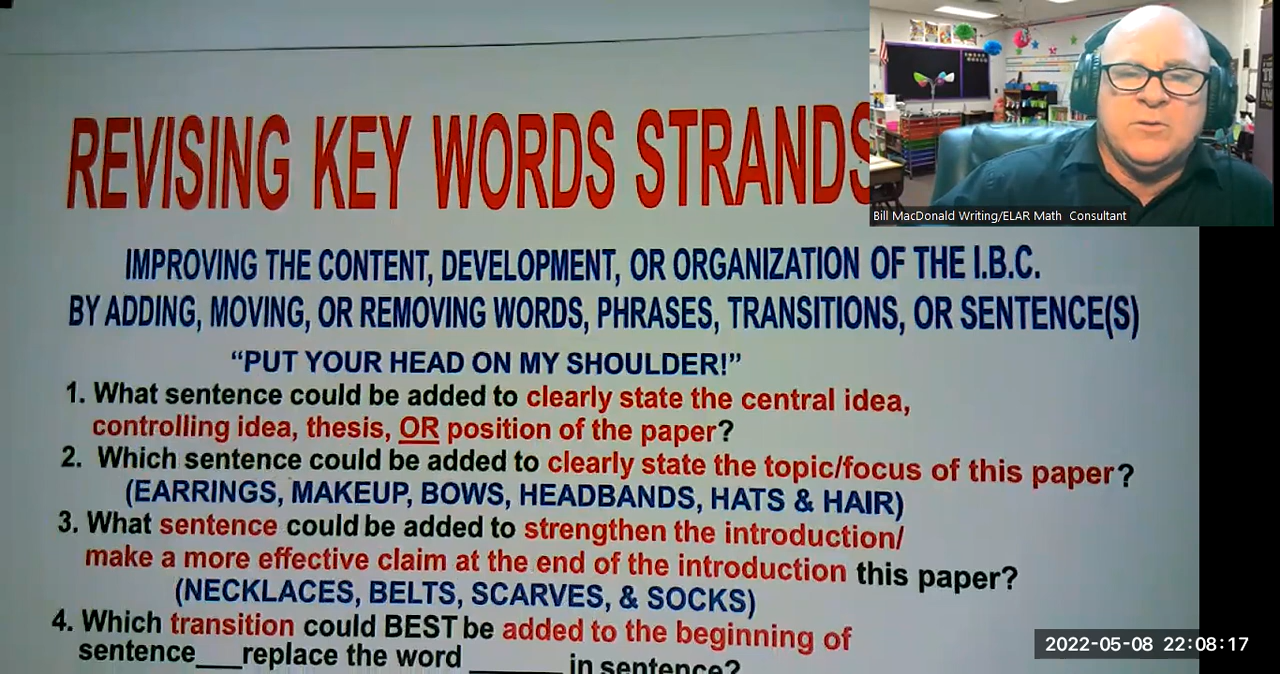 REVISING KEY WORDS STRANDS
IMPROVING THE CONTENT, DEVELOPMENT, OR ORGANIZATION OF THE I.B.C.
BY ADDING, MOVING, OR REMOVING WORDS, PHRASES, TRANSITIONS, OR SENTENCE(S)
“PUT YOUR HEAD ON MY SHOULDER!”
1. What sentence could be added to clearly state the central idea,
controlling idea, thesis, OR position of the paper?
2. Which sentence could be added to clearly state the topic/focus of this paper?
(EARRINGS, MAKEUP, BOWS, HEADBANDS, HATS & HAIR)
3. What sentence could be added to strengthen the introduction/
make a more effective claim at the end of the introduction this paper?
(NECKLACES, BELTS, SCARVES, & SOCKS)
4. Which transition could BEST be added to the beginning of
sentence___replace the word ______ in sentence?
Bill MacDonald Writing/ELAR Math Consultant
2022-05-08 22:08:17